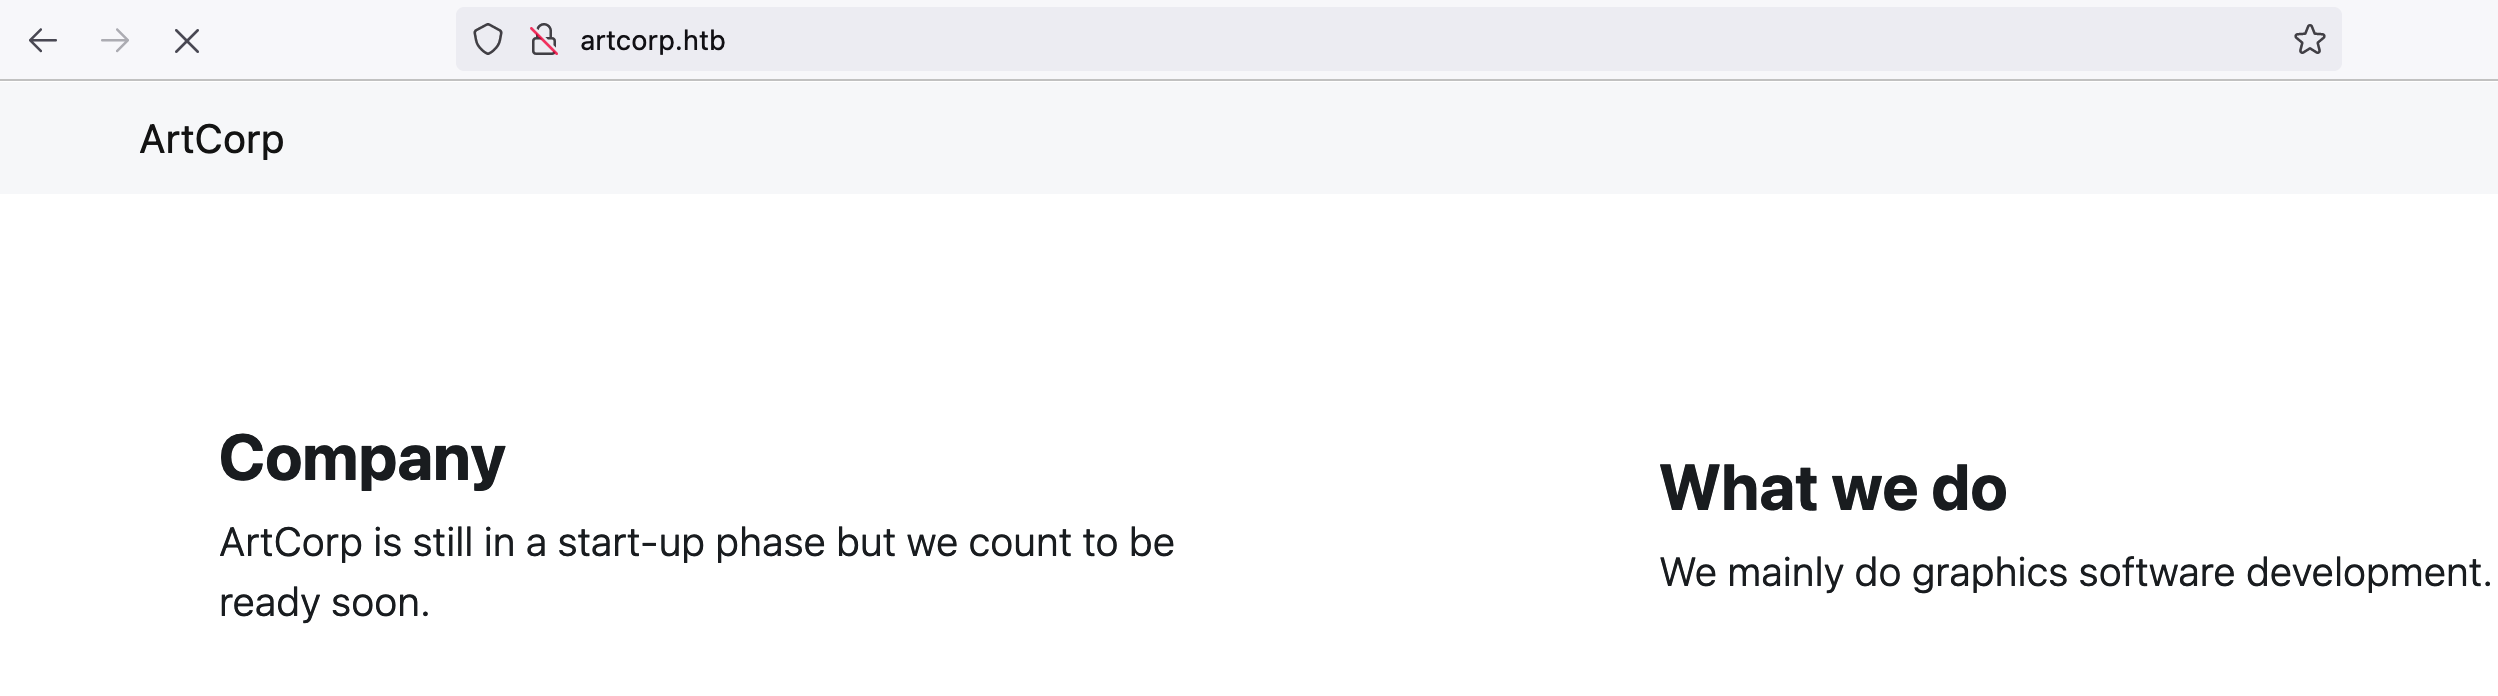 artcorp.htb
ArtCorp
Company
ArtCorp is still in a start-up phase but we count to be
ready soon.
What we do
We mainly do graphics software development.